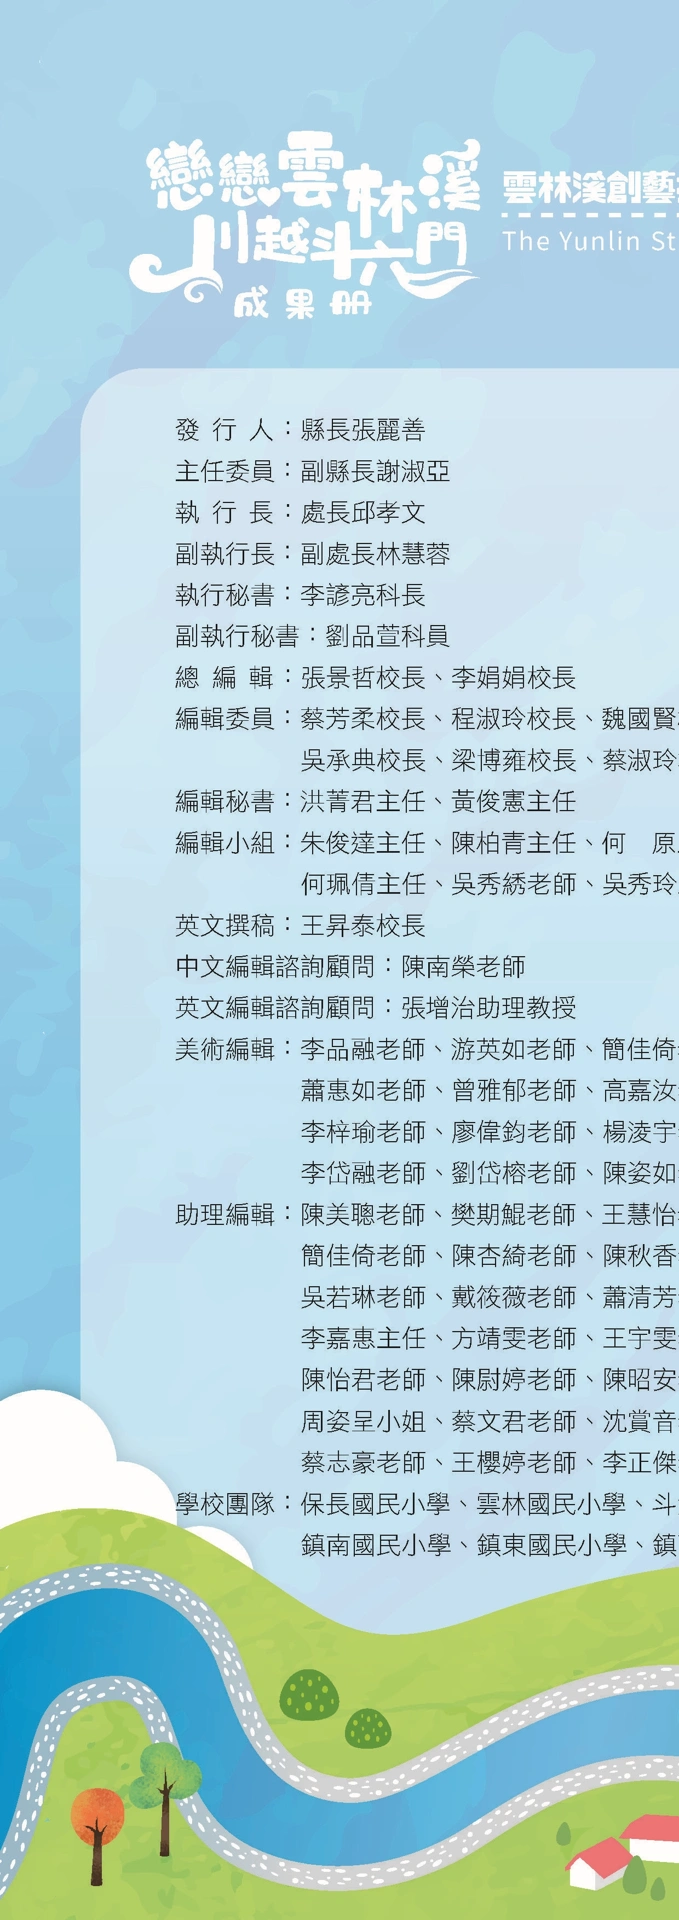 戀戀雲林溪
川越斗六門
成果冊
雲林溪創藝
The Yunlin St
發行人：縣長張麗善
主任委員：副縣長謝淑亞
執行長：處長邱孝文
副執行長：副處長林慧蓉
執行秘書：李諺亮科長
副執行秘書：劉品萱科員
總編輯：張景哲校長、李娟娟校長
編輯委員：蔡芳柔校長、程淑玲校長、魏國賢
吳承典校長、梁博雍校長、蔡淑玲
編輯秘書：洪菁君主任、黃俊憲主任
編輯小組：朱俊達主任、陳柏青主任、何　原
何珮倩主任、吳秀綉老師、吳秀玲
英文撰稿：王昇泰校長
中文編輯諮詢顧問：陳南榮老師
英文編輯諮詢顧問：張增治助理教授
美術編輯：李品融老師、游英如老師、簡佳倚
蕭惠如老師、曾雅郁老師、高嘉汝
李梓瑜老師、廖偉鈞老師、楊淩宇
李岱融老師、劉岱榕老師、陳姿如
助理編輯：陳美聰老師、樊期鯤老師、王慧怡
簡佳倚老師、陳杏綺老師、陳秋香
吳若琳老師、戴筱薇老師、蕭清芳
李嘉惠主任、方靖雯老師、王宇雯
陳怡君老師、陳尉婷老師、陳昭安
周姿呈小姐、蔡文君老師、沈賞音
蔡志豪老師、王櫻婷老師、李正傑
學校團隊：保長國民小學、雲林國民小學、斗
鎮南國民小學、鎮東國民小學、鎮